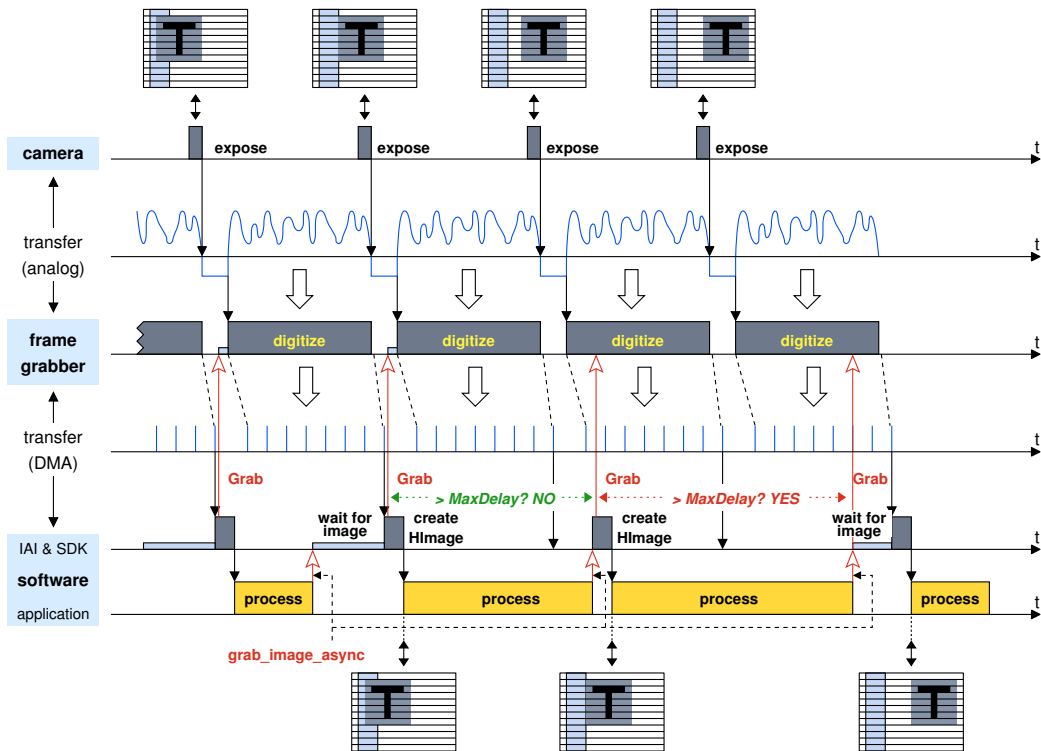 T T T T
expose expose expose expose t
camera
transfer
(analog)
t
frame
grabber
digitize digitize digitize digitize t
transfer
(DMA)
t
Grab Grab Grab Grab
> MaxDelay? NO > MaxDelay? YES
wait for
image
create
HImage
create
HImage
wait for
image
IAI & SDK t
software
application
process process process process t
grab_image_async
T T T